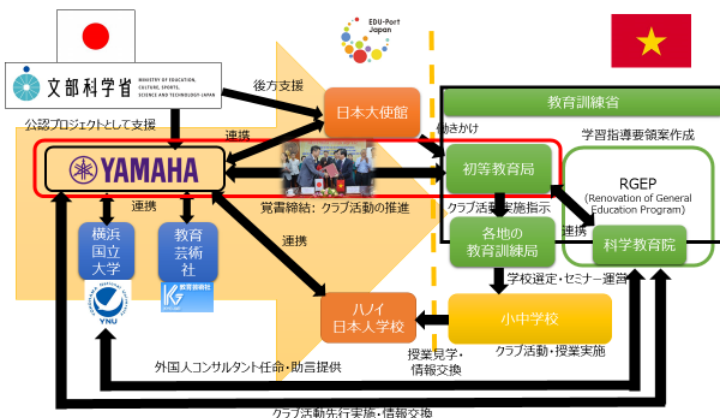 EDU-Port
Japan
文部科学省
MINISTRY OF EDUCATION,
CULTURE, SPORTS,
SCIENCE AND TECHNOLOGY-JAPAN
後方支援
日本大使館
教育訓練省
公認プロジェクトとして支援
連携
働きかけ
学習指導要領案作成
YAMAHA
初等教育局
RGEP
(Renovation of General
Education Program)
覚書締結: クラブ活動の推進
クラブ活動実施指示
連携
連携
連携
横浜
国立
大学
教育
芸術
社
各地の
教育訓練局
科学教育院
YNU
教育芸術社
学校選定・セミナー運営
ハノイ
日本人学校
小中学校
授業見学・
情報交換
クラブ活動・授業実施
外国人コンサルタント任命・助言提供
クラブ活動先行実施・情報交換